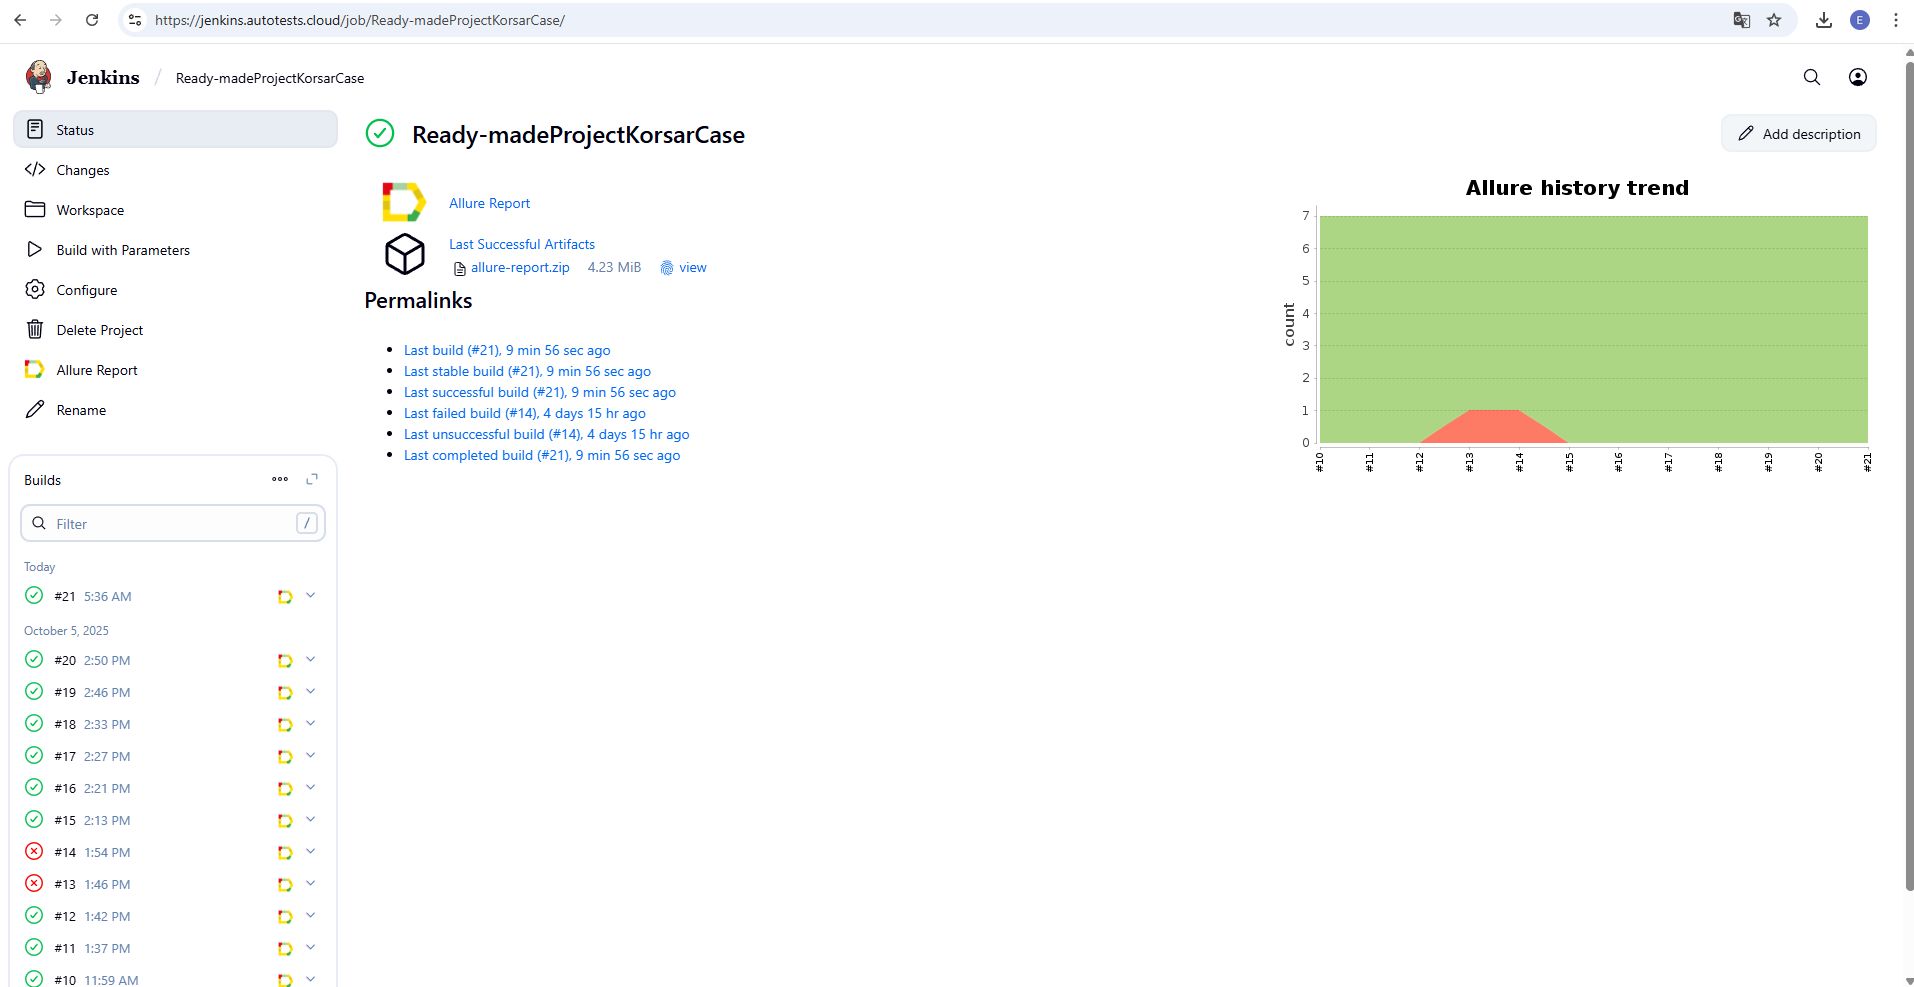 https://jenkins.autotests.cloud/job/Ready-madeProjectKorsarCase/
E
Jenkins / Ready-madeProjectKorsarCase
Status
Changes
Workspace
Build with Parameters
Configure
Delete Project
Allure Report
Rename
Builds
Filter /
Today
#21 5:36 AM
October 5, 2025
#20 2:50 PM
#19 2:46 PM
#18 2:33 PM
#17 2:27 PM
#16 2:21 PM
#15 2:13 PM
#14 1:54 PM
#13 1:46 PM
#12 1:42 PM
#11 1:37 PM
#10 11:59 AM
Ready-madeProjectKorsarCase
Add description
Allure Report
Last Successful Artifacts
allure-report.zip 4.23 MiB view
Permalinks
Last build (#21), 9 min 56 sec ago
Last stable build (#21), 9 min 56 sec ago
Last successful build (#21), 9 min 56 sec ago
Last failed build (#14), 4 days 15 hr ago
Last unsuccessful build (#14), 4 days 15 hr ago
Last completed build (#21), 9 min 56 sec ago
Allure history trend
count
7
6
5
4
3
2
1
0
#10 #11 #12 #13 #14 #15 #16 #17 #18 #19 #20 #21